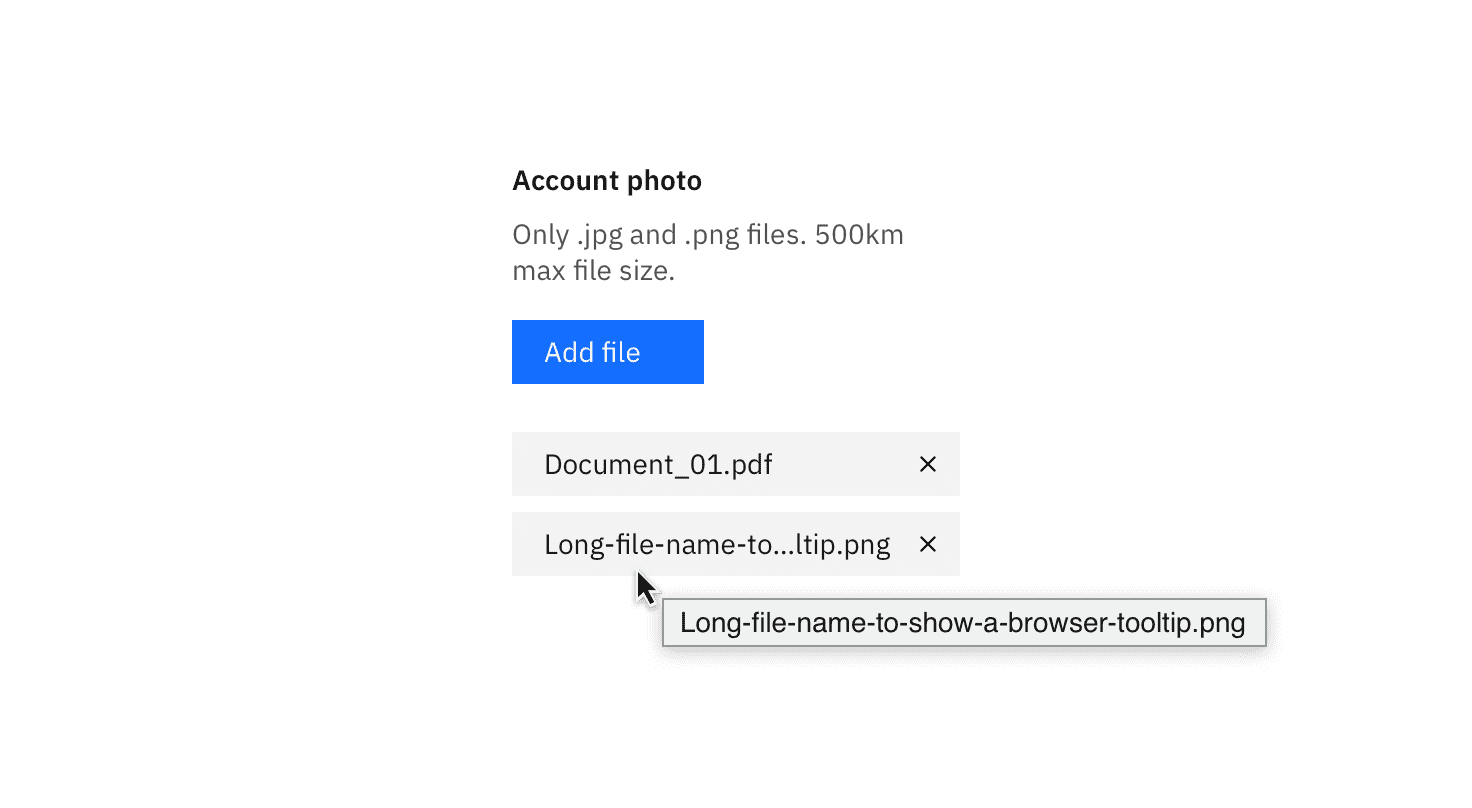 Account photo
Only .jpg and .png files. 500km
max file size.
Add file
Document_01.pdf
Long-file-name-to...ltip.png
Long-file-name-to-show-a-browser-tooltip.png